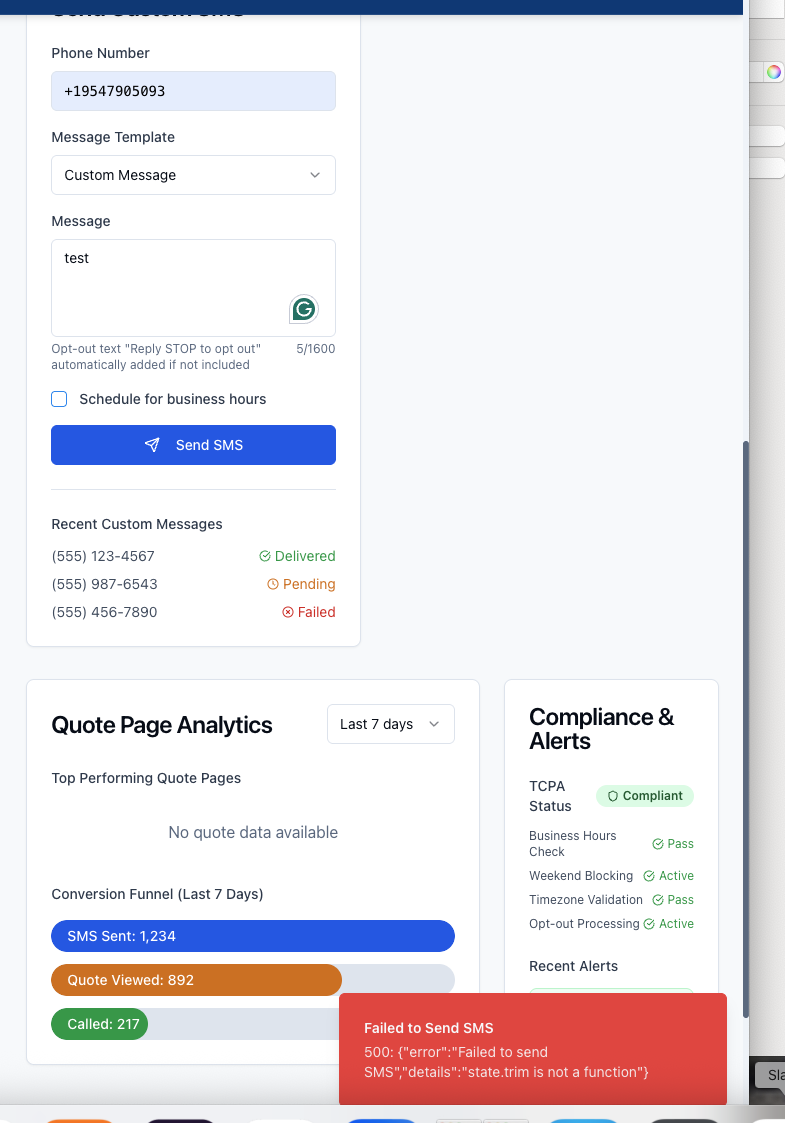 Send Custom SMS
Phone Number
+19547905093
Message Template
Custom Message
Message
test
Opt-out text "Reply STOP to opt out" 5/1600
automatically added if not included
Schedule for business hours
Send SMS
Recent Custom Messages
(555) 123-4567 Delivered
(555) 987-6543 Pending
(555) 456-7890 Failed
Quote Page Analytics
Last 7 days
Top Performing Quote Pages
No quote data available
Conversion Funnel (Last 7 Days)
SMS Sent: 1,234
Quote Viewed: 892
Called: 217
Compliance &
Alerts
TCPA
Status
Compliant
Business Hours
Check
Pass
Weekend Blocking Active
Timezone Validation Pass
Opt-out Processing Active
Recent Alerts
Failed to Send SMS
500: {"error":"Failed to send
SMS","details":"state.trim is not a function"}
Sla